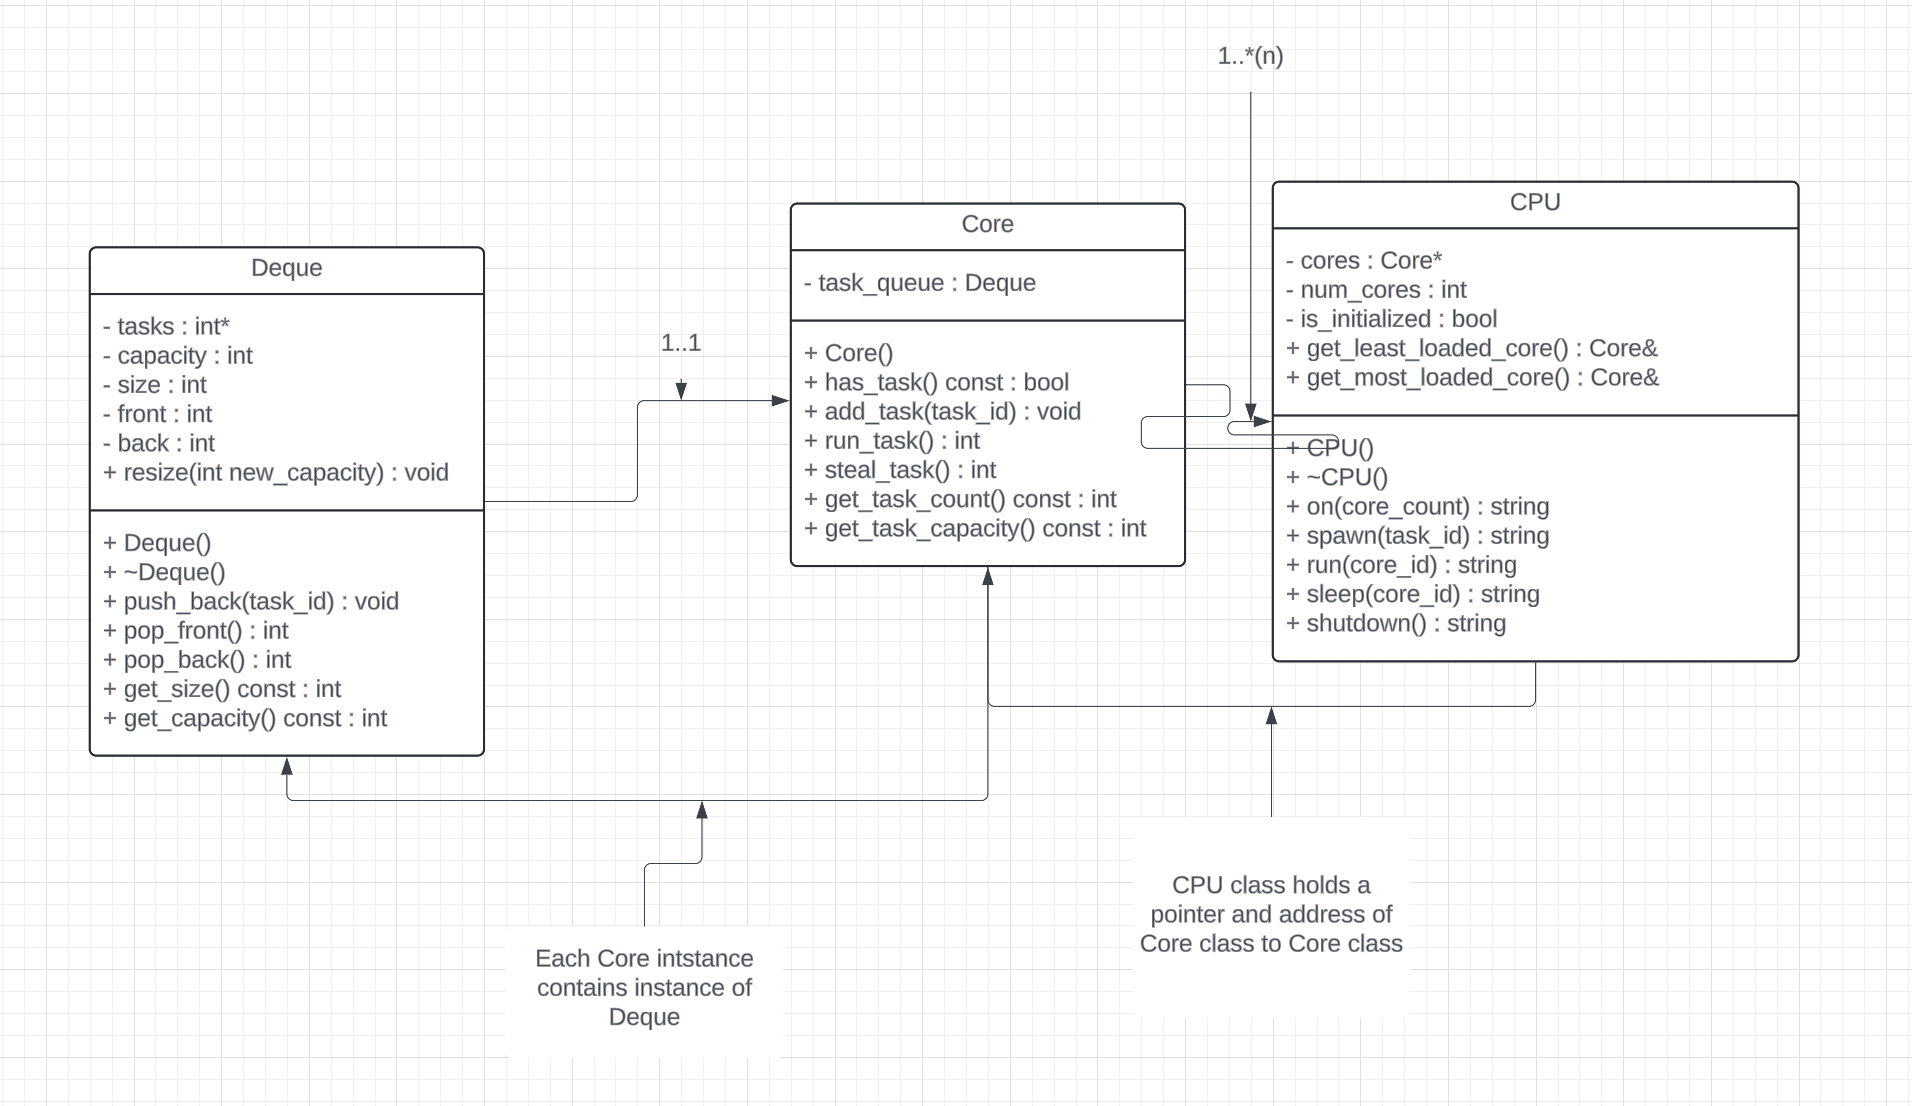 1..*(n)
Deque
- tasks : int*
- capacity : int
- size : int
- front : int
- back : int
+ resize(int new_capacity) : void
+ Deque()
+ ~Deque()
+ push_back(task_id) : void
+ pop_front() : int
+ pop_back() : int
+ get_size() const : int
+ get_capacity() const : int
1..1
Core
- task_queue : Deque
+ Core()
+ has_task() const : bool
+ add_task(task_id) : void
+ run_task() : int
+ steal_task() : int
+ get_task_count() const : int
+ get_task_capacity() const : int
CPU
- cores : Core*
- num_cores : int
- is_initialized : bool
+ get_least_loaded_core() : Core&
+ get_most_loaded_core() : Core&
+ CPU()
+ ~CPU()
+ on(core_count) : string
+ spawn(task_id) : string
+ run(core_id) : string
+ sleep(core_id) : string
+ shutdown() : string
Each Core intstance
contains instance of
Deque
CPU class holds a
pointer and address of
Core class to Core class